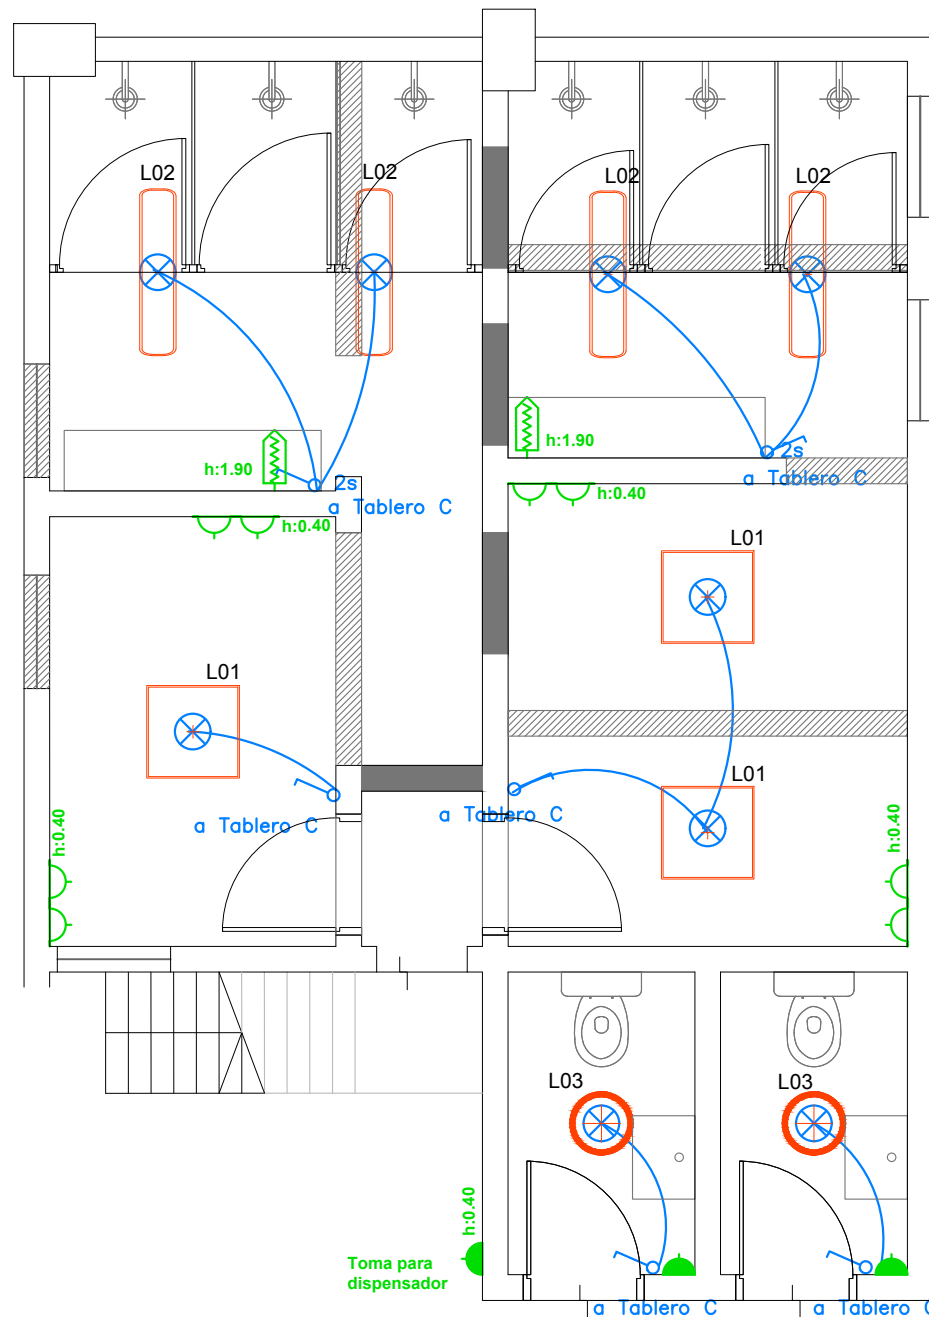 L02
L02
L02
L02
h:1.90
2s
a Tablero C
h:1.90
2s
a Tablero C
h:0.40
h:0.40
L01
L01
L01
h:0.40
a Tablero C
a Tablero C
h:0.40
L03
L03
h:0.40
Toma para
dispensador
a Tablero C
a Tablero C